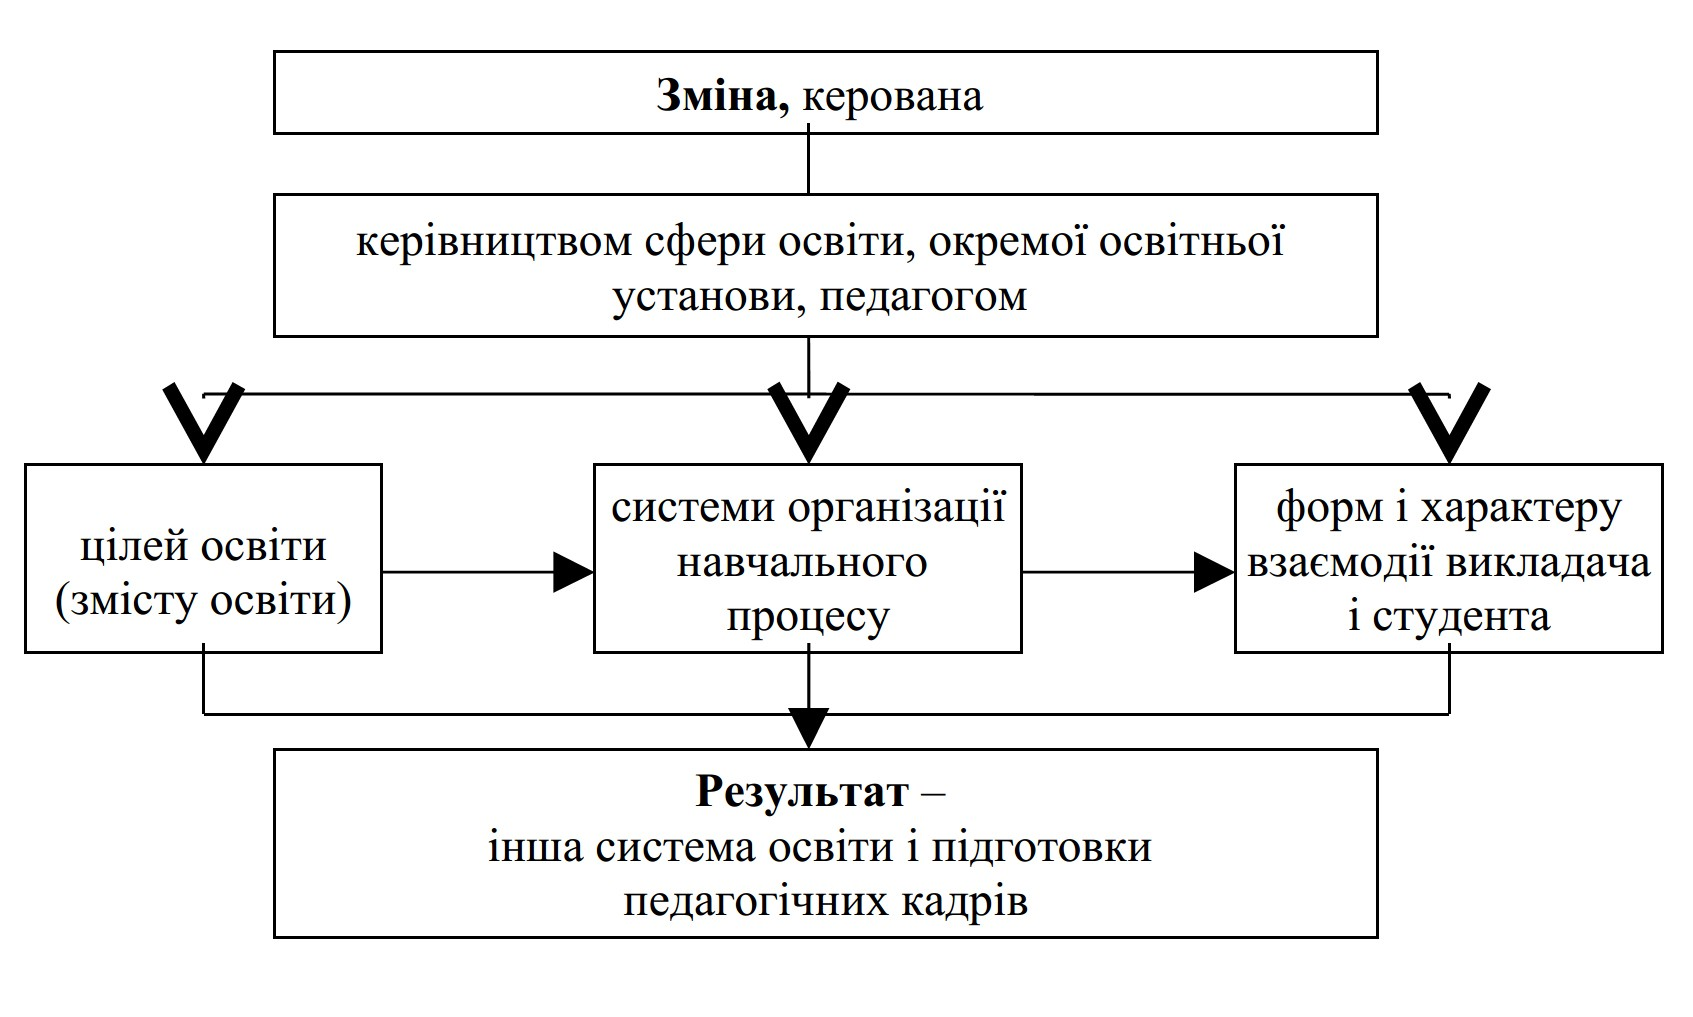 Зміна, керована
керівництвом сфери освіти, окремої освітньої
установи, педагогом
цілей освіти
(змісту освіти)
системи організації
навчального
процесу
форм і характеру
взаємодії викладача
і студента
Результат –
інша система освіти і підготовки
педагогічних кадрів